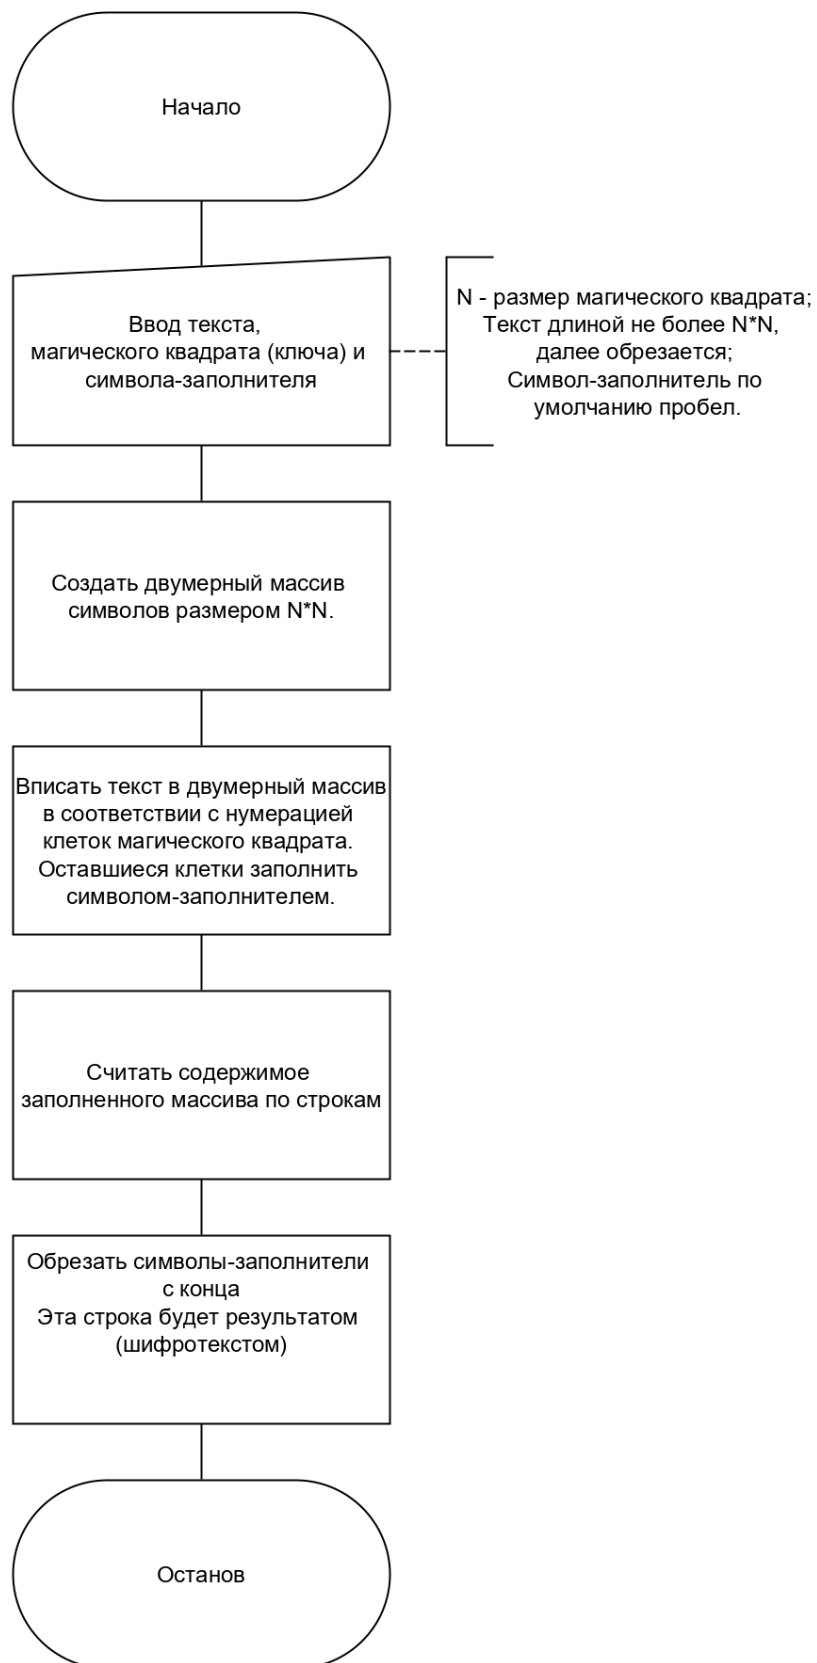 Начало
Ввод текста,
магического квадрата (ключа) и
символа-заполнителя
N - размер магического квадрата;
Текст длиной не более N*N,
далее обрезается;
Символ-заполнитель по
умолчанию пробел.
Создать двумерный массив
символов размером N*N.
Вписать текст в двумерный массив
в соответствии с нумерацией
клеток магического квадрата.
Оставшиеся клетки заполнить
символом-заполнителем.
Считать содержимое
заполненного массива по строкам
Обрезать символы-заполнители
с конца
Эта строка будет результатом
(шифротекстом)
Останов